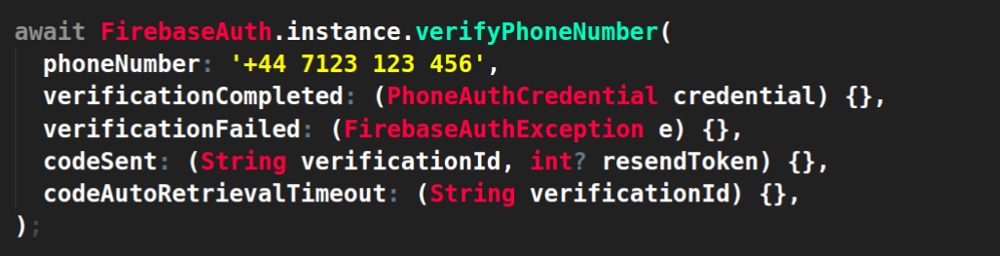 await FirebaseAuth.instance.verifyPhoneNumber(
  phoneNumber: '+44 7123 123 456',
  verificationCompleted: (PhoneAuthCredential credential) {},
  verificationFailed: (FirebaseAuthException e) {},
  codeSent: (String verificationId, int? resendToken) {},
  codeAutoRetrievalTimeout: (String verificationId) {},
);